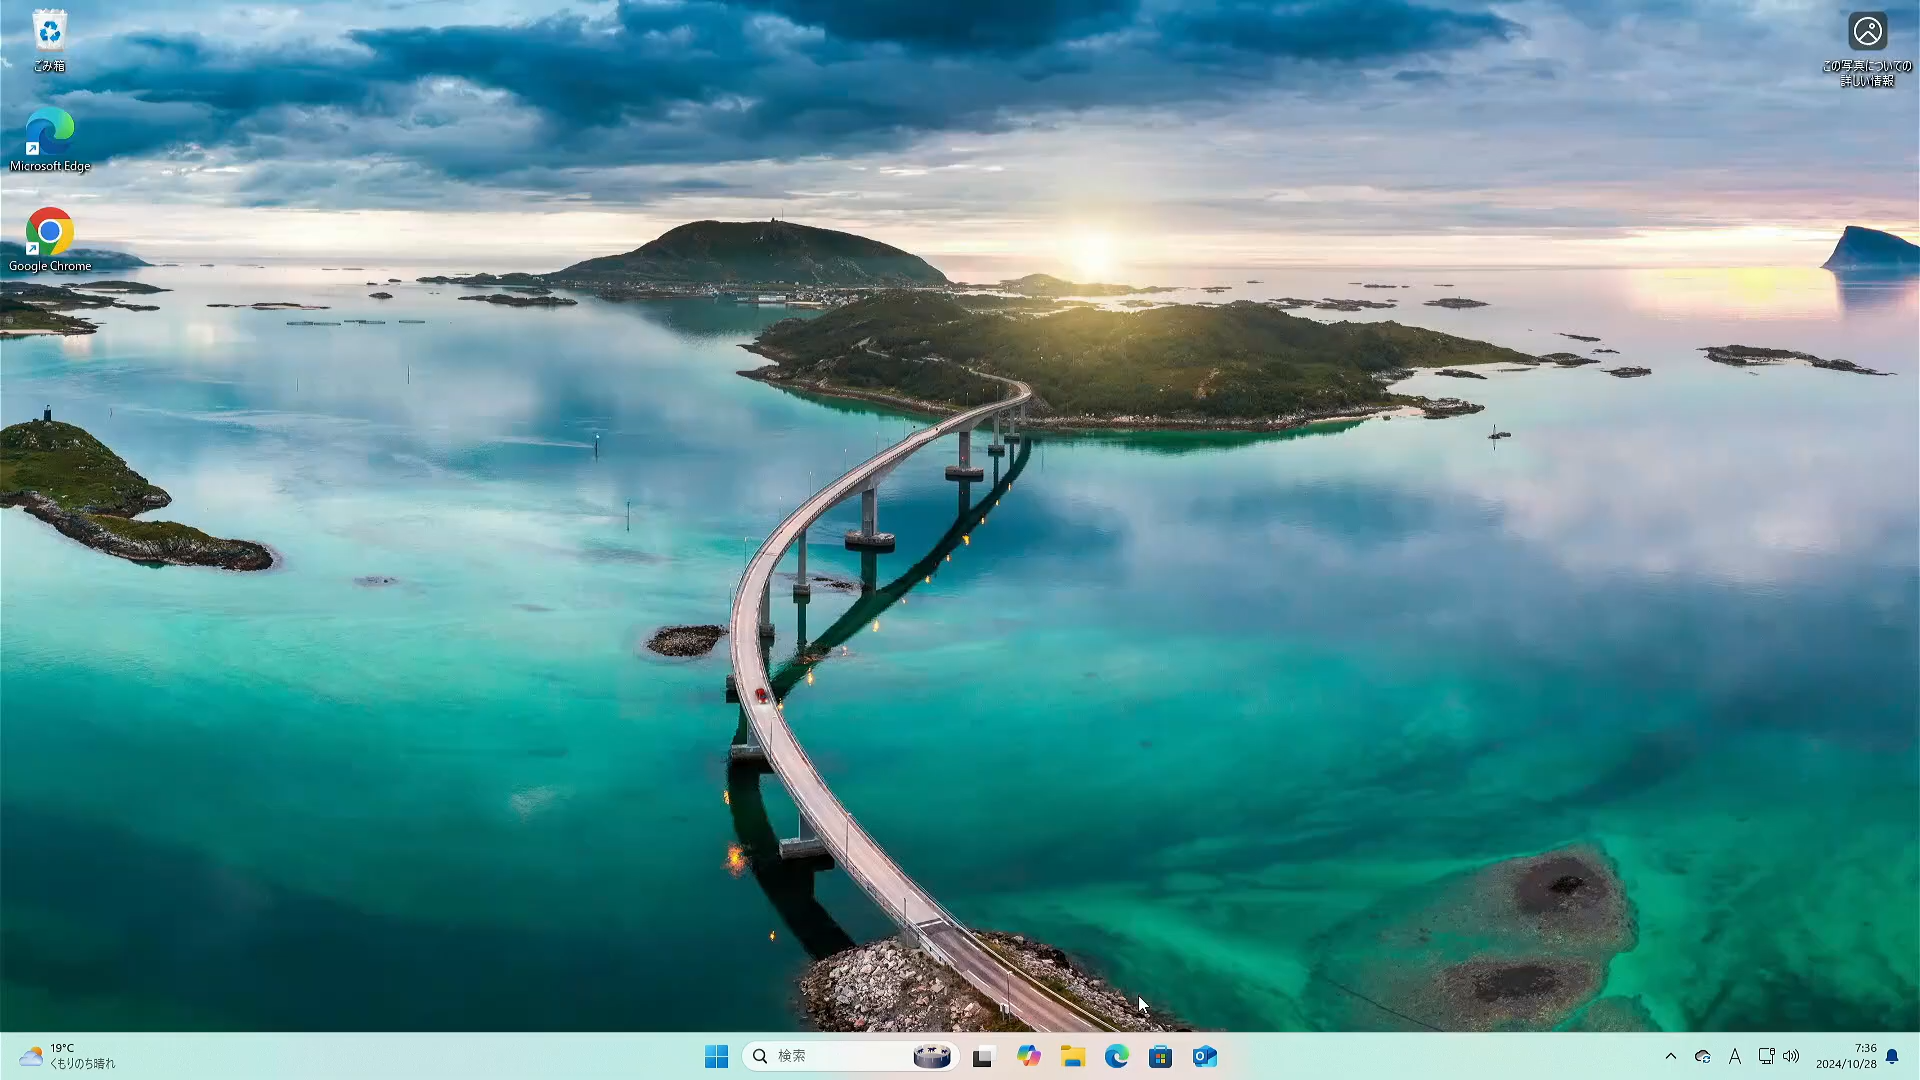 ごみ箱
Microsoft Edge
Google Chrome
この写真についての
詳しい情報
19°C
くもりのち晴れ
検索
A
7:36
2024/10/28